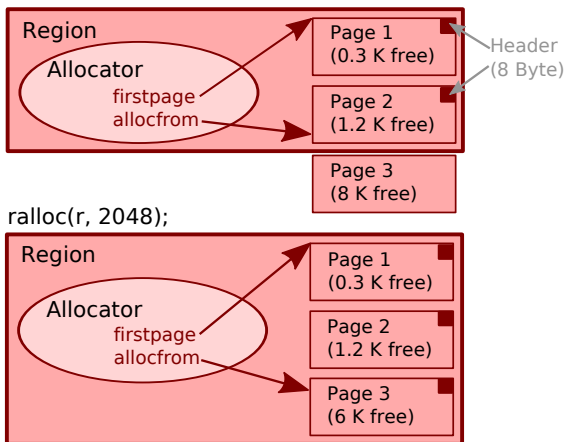 Region
Allocator
firstpage
allocfrom
Page 1
(0.3 K free)
Page 2
(1.2 K free)
Header
(8 Byte)
Page 3
(8 K free)
ralloc(r, 2048);
Region
Allocator
firstpage
allocfrom
Page 1
(0.3 K free)
Page 2
(1.2 K free)
Page 3
(6 K free)